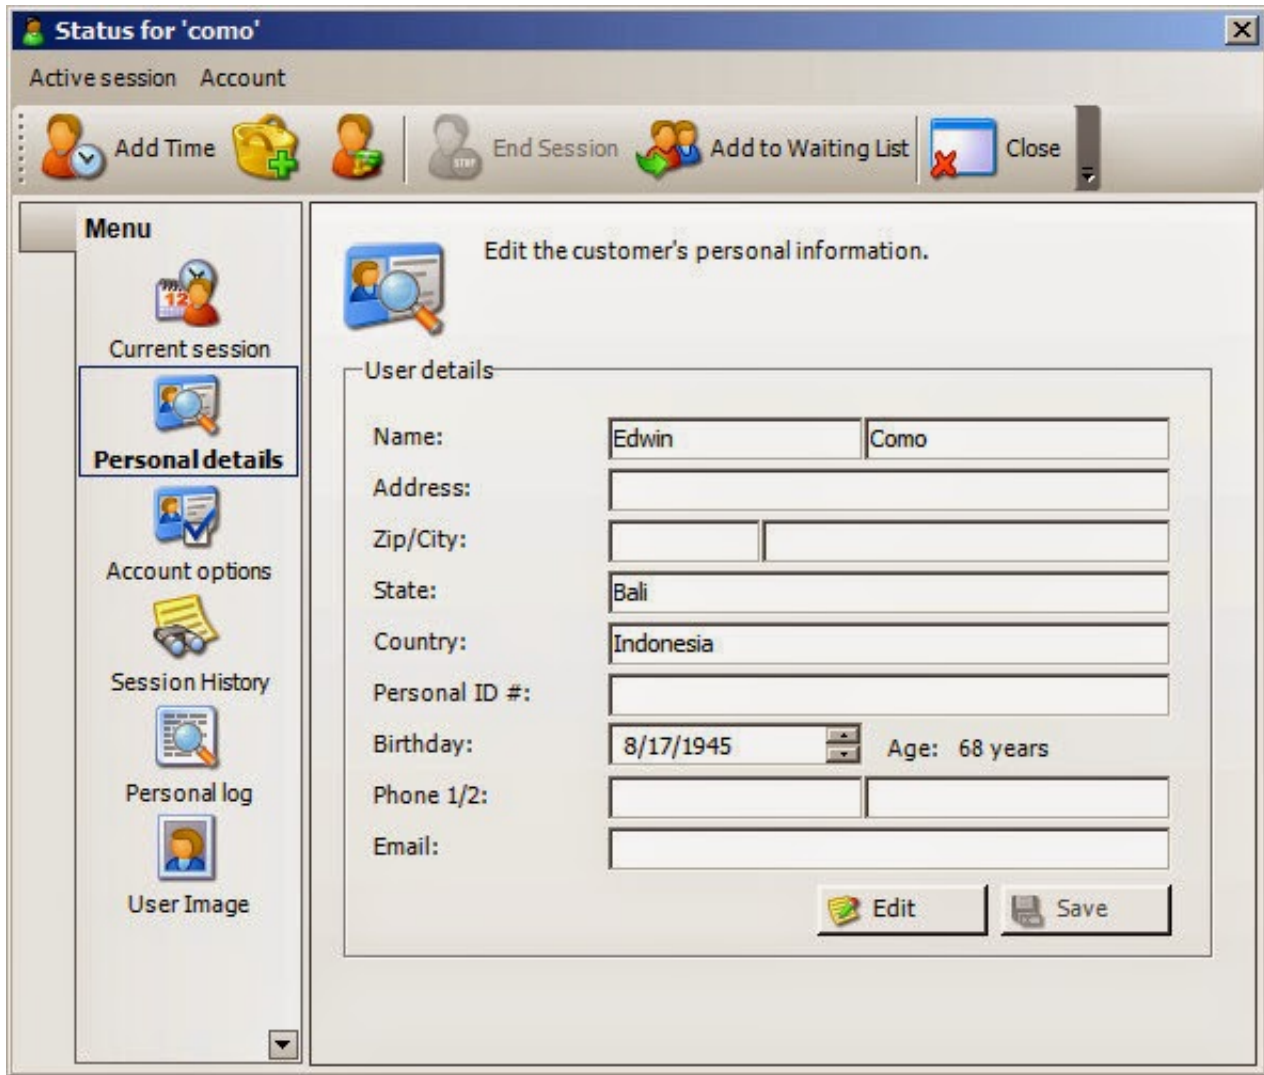 Status for 'como'
Active session Account
Add Time End Session Add to Waiting List Close
Menu
Current session
Personal details
Account options
Session History
Personal log
User Image
Edit the customer's personal information.
User details
Name: Edwin Como
Address:
Zip/City:
State: Bali
Country: Indonesia
Personal ID #:
Birthday: 8/17/1945 Age: 68 years
Phone 1/2:
Email:
Edit Save